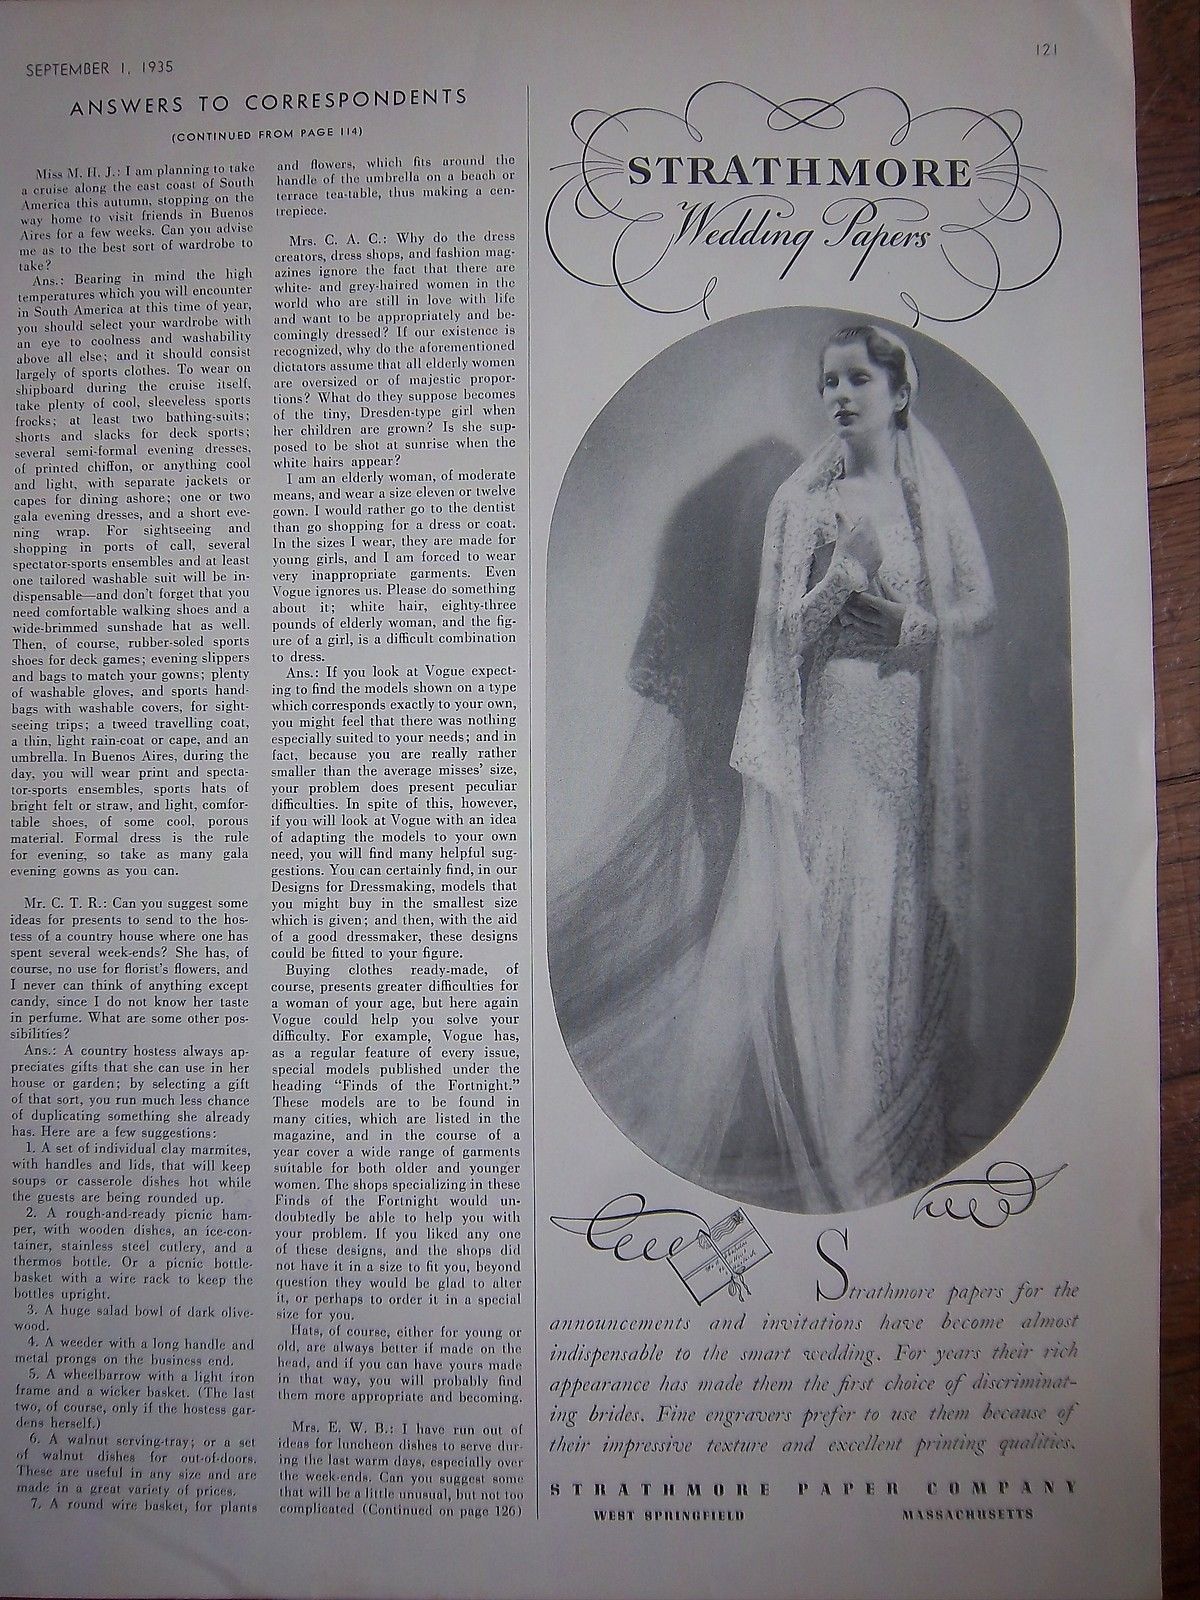 SEPTEMBER 1, 1935
121
ANSWERS TO CORRESPONDENTS
(CONTINUED FROM PAGE 114)
Miss M. H. J.: I am planning to take
a cruise along the east coast of South
America this autumn, stopping on the
way home to visit friends in Buenos
Aires for a few weeks. Can you advise
me as to the best sort of wardrobe to
take?
Ans.: Bearing in mind the high
temperatures which you will encounter
in South America at this time of year,
you should select your wardrobe with
an eye to coolness and washability
above all else; and it should consist
largely of sports clothes. To wear on
shipboard during the cruise itself,
take plenty of cool, sleeveless sports
frocks; at least two bathing-suits;
shorts and slacks for deck sports;
several semi-formal evening dresses,
of printed chiffon, or anything cool
and light, with separate jackets or
capes for dining ashore; one or two
gala evening dresses, and a short eve-
ning wrap. For sightseeing and
shopping in ports of call, several
spectator-sports ensembles and at least
one tailored washable suit will be in-
dispensable—and don't forget that you
need comfortable walking shoes and a
wide-brimmed sunshade hat as well.
Then, of course, rubber-soled sports
shoes for deck games; evening slippers
and bags to match your gowns; plenty
of washable gloves, and sports hand-
bags with washable covers, for sight-
seeing trips; a tweed travelling coat,
a thin, light rain-coat or cape, and an
umbrella. In Buenos Aires, during the
day, you will wear print and specta-
tor-sports ensembles, sports hats of
bright felt or straw, and light, comfor-
table shoes, of some cool, porous
material. Formal dress is the rule
for evening, so take as many gala
evening gowns as you can.
Mr. C. T. R.: Can you suggest some
ideas for presents to send to the hos-
tess of a country house where one has
spent several week-ends? She has, of
course, no use for florist's flowers, and
I never can think of anything except
candy, since I do not know her taste
in perfume. What are some other pos-
sibilities?
Ans.: A country hostess always ap-
preciates gifts that she can use in her
house or garden; by selecting a gift
of that sort, you run much less chance
of duplicating something she already
has. Here are a few suggestions:
1. A set of individual clay marmites,
with handles and lids, that will keep
soups or casserole dishes hot while
the guests are being rounded up.
2. A rough-and-ready picnic ham-
per, with wooden dishes, an ice-con-
tainer, stainless steel cutlery, and a
thermos bottle. Or a picnic bottle-
basket with a wire rack to keep the
bottles upright.
3. A huge salad bowl of dark olive-
wood.
4. A weeder with a long handle and
metal prongs on the business end.
5. A wheelbarrow with a light iron
frame and a wicker basket. (The last
two, of course, only if the hostess gar-
dens herself.)
6. A walnut serving-tray; or a set
of walnut dishes for out-of-doors.
These are useful in any size and are
made in a great variety of prices.
7. A round wire basket, for plants
and flowers, which fits around the
handle of the umbrella on a beach or
terrace tea-table, thus making a cen-
trepiece.
Mrs. C. A. C.: Why do the dress
creators, dress shops, and fashion mag-
azines ignore the fact that there are
white- and grey-haired women in the
world who are still in love with life
and want to be appropriately and be-
comingly dressed? If our existence is
recognized, why do the aforementioned
dictators assume that all elderly women
are oversized or of majestic propor-
tions? What do they suppose becomes
of the tiny, Dresden-type girl when
her children are grown? Is she sup-
posed to be shot at sunrise when the
white hairs appear?
I am an elderly woman, of moderate
means, and wear a size eleven or twelve
gown. I would rather go to the dentist
than go shopping for a dress or coat.
In the sizes I wear, they are made for
young girls, and I am forced to wear
very inappropriate garments. Even
Vogue ignores us. Please do something
about it; white hair, eighty-three
pounds of elderly woman, and the fig-
ure of a girl, is a difficult combination
to dress.
Ans.: If you look at Vogue expect-
ing to find the models shown on a type
which corresponds exactly to your own,
you might feel that there was nothing
especially suited to your needs; and in
fact, because you are really rather
smaller than the average misses' size,
your problem does present peculiar
difficulties. In spite of this, however,
if you will look at Vogue with an idea
of adapting the models to your own
need, you will find many helpful sug-
gestions. You can certainly find, in our
Designs for Dressmaking, models that
you might buy in the smallest size
which is given; and then, with the aid
of a good dressmaker, these designs
could be fitted to your figure.
Buying clothes ready-made, of
course, presents greater difficulties for
a woman of your age, but here again
Vogue could help you solve your
difficulty. For example, Vogue has,
as a regular feature of every issue,
special models published under the
heading "Finds of the Fortnight."
These models are to be found in
many cities, which are listed in the
magazine, and in the course of a
year cover a wide range of garments
suitable for both older and younger
women. The shops specializing in these
Finds of the Fortnight would un-
doubtedly be able to help you with
your problem. If you liked any one
of these designs, and the shops did
not have it in a size to fit you, beyond
question they would be glad to alter
it, or perhaps to order it in a special
size for you.
Hats, of course, either for young or
old, are always better if made on the
head, and if you can have yours made
in that way, you will probably find
them more appropriate and becoming.
Mrs. E. W. B.: I have run out of
ideas for luncheon dishes to serve dur-
ing the last warm days, especially over
the week-ends. Can you suggest some
that will be a little unusual, but not too
complicated (Continued on page 126)
STRATHMORE
Wedding Papers
Strathmore papers for the
announcements and invitations have become almost
indispensable to the smart wedding. For years their rich
appearance has made them the first choice of discriminat-
ing brides. Fine engravers prefer to use them because of
their impressive texture and excellent printing qualities.
STRATHMORE PAPER COMPANY
WEST SPRINGFIELD MASSACHUSETTS